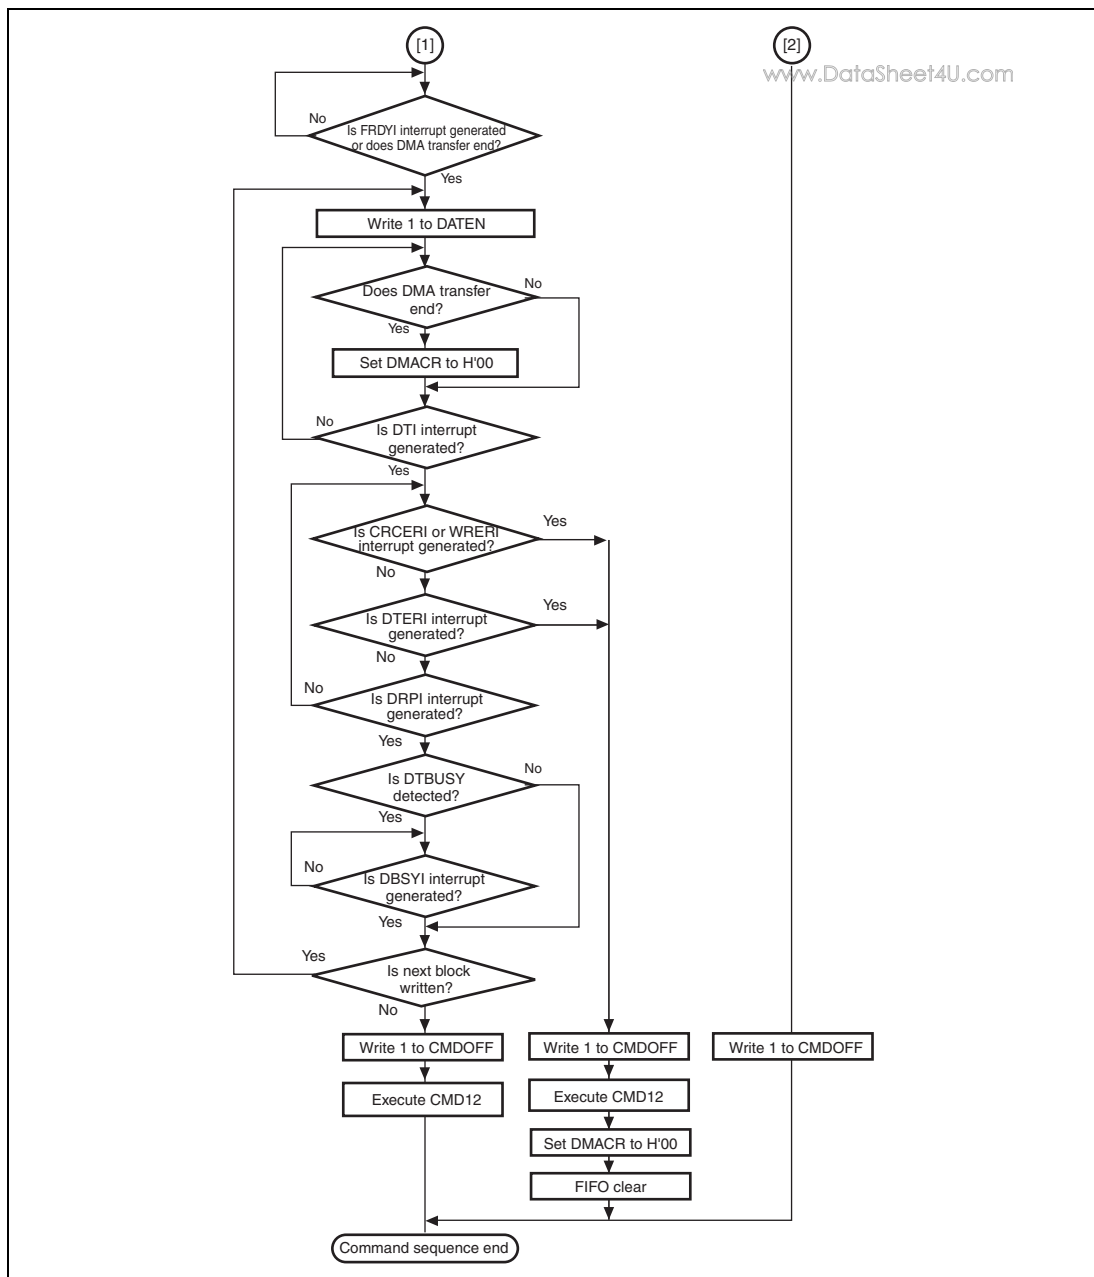 [1]
[2]
www.DataSheet4U.com
No
Is FRDYI interrupt generated
or does DMA transfer end?
Yes
Write 1 to DATEN
Does DMA transfer
end?
No
Yes
Set DMACR to H'00
No
Is DTI interrupt
generated?
Yes
Is CRCERI or WRERI
interrupt generated?
Yes
No
Is DTERI interrupt
generated?
Yes
No
No
Is DRPI interrupt
generated?
Yes
Is DTBUSY
detected?
No
Yes
No
Is DBSYI interrupt
generated?
Yes
Yes
Is next block
written?
No
Write 1 to CMDOFF
Write 1 to CMDOFF
Write 1 to CMDOFF
Execute CMD12
Execute CMD12
Set DMACR to H'00
FIFO clear
Command sequence end